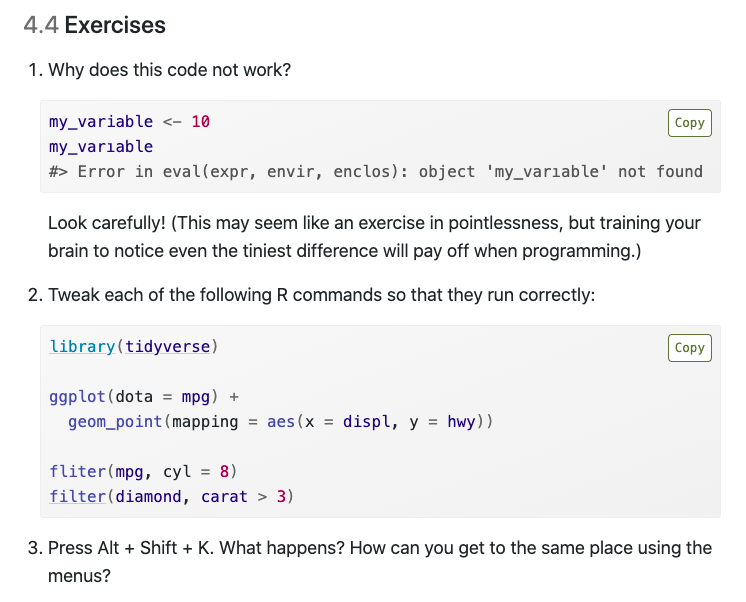 4.4 Exercises
1. Why does this code not work?
my_variable <- 10
Copy
my_varıable
#> Error in eval(expr, envir, enclos): object 'my_varıable' not found
Look carefully! (This may seem like an exercise in pointlessness, but training your
brain to notice even the tiniest difference will pay off when programming.)
2. Tweak each of the following R commands so that they run correctly:
library(tidyverse)
Copy
ggplot(dota = mpg) +
  geom_point(mapping = aes(x = displ, y = hwy))
fliter(mpg, cyl = 8)
filter(diamond, carat > 3)
3. Press Alt + Shift + K. What happens? How can you get to the same place using the
menus?